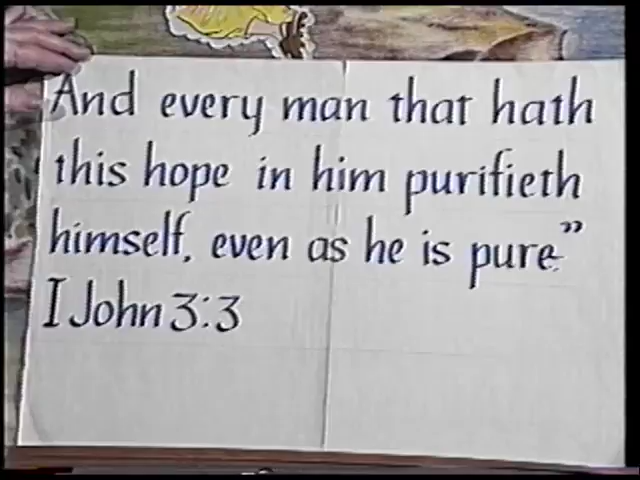 And every man that hath
this hope in him purifieth
himself, even as he is pure."
I John 3:3